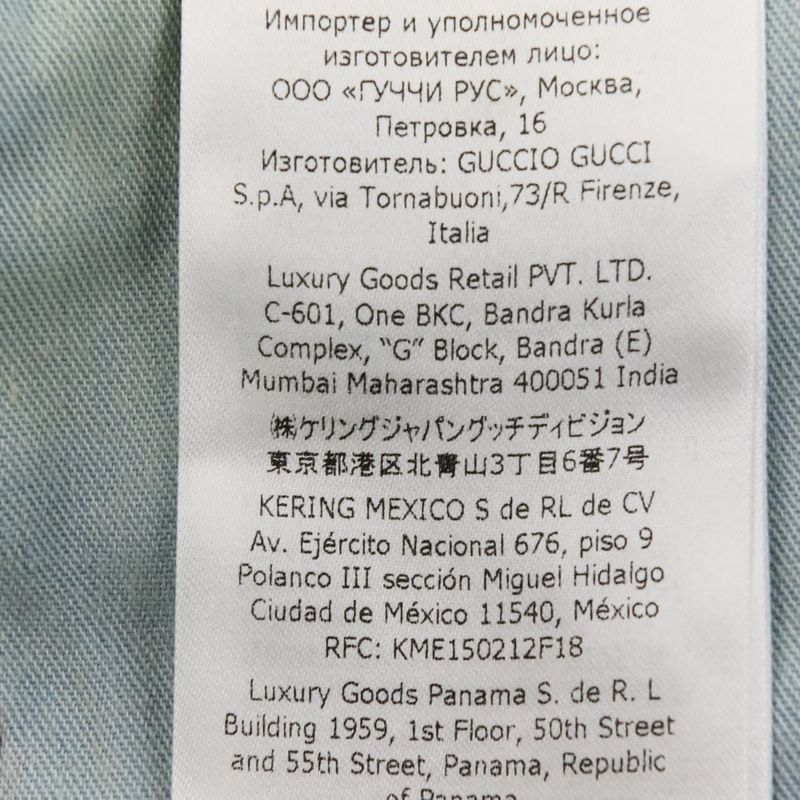 Импортер и уполномоченное
изготовителем лицо:
ООО «ГУЧЧИ РУС», Москва,
Петровка, 16
Изготовитель: GUCCIO GUCCI
S.p.A, via Tornabuoni,73/R Firenze,
Italia
Luxury Goods Retail PVT. LTD.
C-601, One BKC, Bandra Kurla
Complex, “G” Block, Bandra (E)
Mumbai Maharashtra 400051 India
㈱ケリングジャパングッチディビジョン
東京都港区北青山3丁目6番7号
KERING MEXICO S de RL de CV
Av. Ejército Nacional 676, piso 9
Polanco III sección Miguel Hidalgo
Ciudad de México 11540, México
RFC: KME150212F18
Luxury Goods Panama S. de R. L
Building 1959, 1st Floor, 50th Street
and 55th Street, Panama, Republic
of Panama